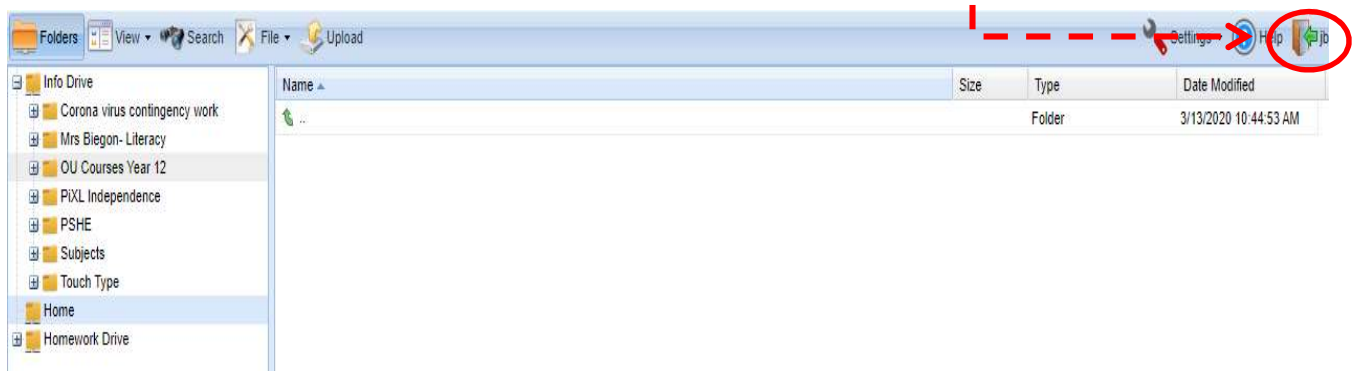 Folders View Search File Upload Settings Help jb
Info Drive
Name Size Type Date Modified
Corona virus contingency work
.. Folder 3/13/2020 10:44:53 AM
Mrs Biegon- Literacy
OU Courses Year 12
PiXL Independence
PSHE
Subjects
Touch Type
Home
Homework Drive